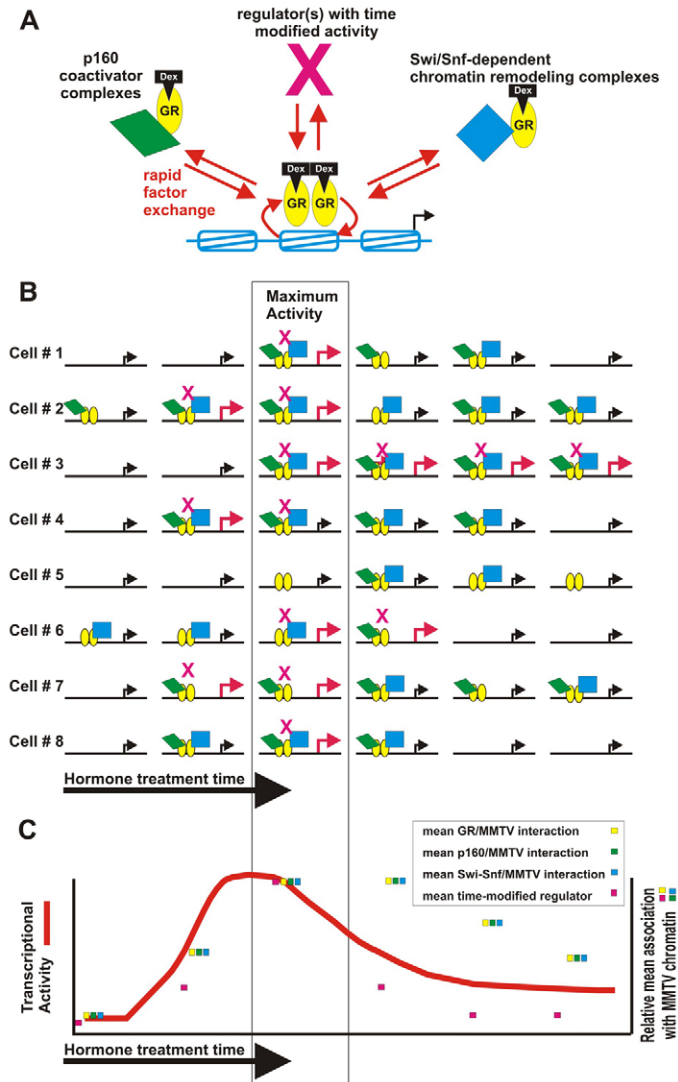 A
regulator(s) with time
modified activity
p160
coactivator
complexes
Swi/Snf-dependent
chromatin remodeling complexes
X
Dex
GR
Dex
GR
rapid
factor
exchange
Dex Dex
GR GR
B
Maximum
Activity
Cell # 1
X
Cell # 2
X X
Cell # 3
X X X X
Cell # 4
X X
Cell # 5
Cell # 6
X X
Cell # 7
X X
Cell # 8
X
Hormone treatment time
C
mean GR/MMTV interaction
mean p160/MMTV interaction
mean Swi-Snf/MMTV interaction
mean time-modified regulator
Transcriptional
Activity
Relative mean association
with MMTV chromatin
Hormone treatment time